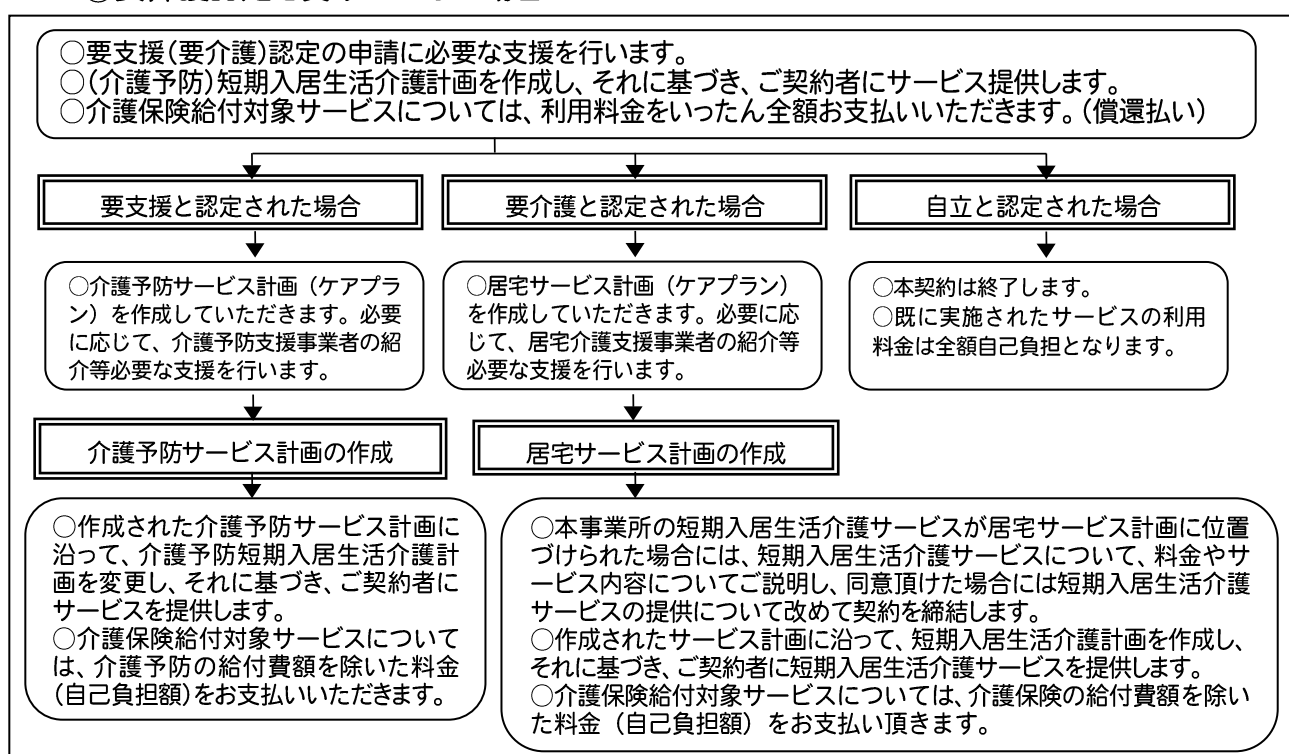 ○要支援(要介護)認定の申請に必要な支援を行います。
○(介護予防)短期入居生活介護計画を作成し、それに基づき、ご契約者にサービス提供します。
○介護保険給付対象サービスについては、利用料金をいったん全額お支払いいただきます。(償還払い)
要支援と認定された場合
要介護と認定された場合
自立と認定された場合
○介護予防サービス計画（ケアプラ
ン）を作成していただきます。必要
に応じて、介護予防支援事業者の紹
介等必要な支援を行います。
○居宅サービス計画（ケアプラン）
を作成していただきます。必要に応
じて、居宅介護支援事業者の紹介等
必要な支援を行います。
○本契約は終了します。
○既に実施されたサービスの利用
料金は全額自己負担となります。
介護予防サービス計画の作成
居宅サービス計画の作成
○作成された介護予防サービス計画に
沿って、介護予防短期入居生活介護計
画を変更し、それに基づき、ご契約者に
サービスを提供します。
○介護保険給付対象サービスについて
は、介護予防の給付費額を除いた料金
(自己負担額)をお支払いいただきます。
○本事業所の短期入居生活介護サービスが居宅サービス計画に位置
づけられた場合には、短期入居生活介護サービスについて、料金やサ
ービス内容についてご説明し、同意頂けた場合には短期入居生活介護
サービスの提供について改めて契約を締結します。
○作成されたサービス計画に沿って、短期入居生活介護計画を作成し、
それに基づき、ご契約者に短期入居生活介護サービスを提供します。
○介護保険給付対象サービスについては、介護保険の給付費額を除い
た料金（自己負担額）をお支払い頂きます。